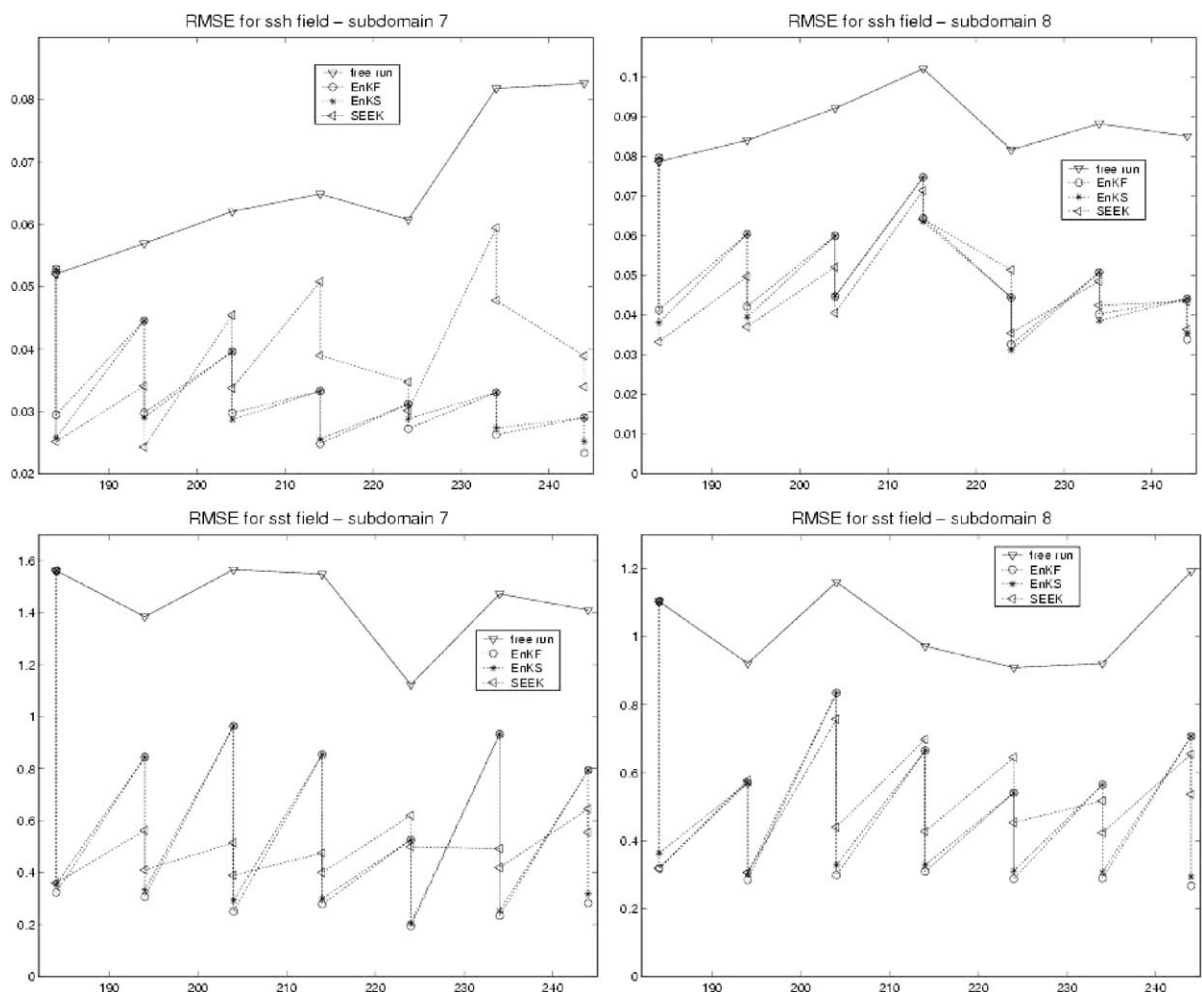 RMSE for ssh field – subdomain 7
free run
EnKF
EnKS
SEEK
0.08
0.07
0.06
0.05
0.04
0.03
0.02
190 200 210 220 230 240
RMSE for ssh field – subdomain 8
free run
EnKF
EnKS
SEEK
0.1
0.09
0.08
0.07
0.06
0.05
0.04
0.03
0.02
0.01
0
190 200 210 220 230 240
RMSE for sst field – subdomain 7
free run
EnKF
EnKS
SEEK
1.6
1.4
1.2
1
0.8
0.6
0.4
0.2
0
190 200 210 220 230 240
RMSE for sst field – subdomain 8
free run
EnKF
EnKS
SEEK
1.2
1
0.8
0.6
0.4
0.2
0
190 200 210 220 230 240